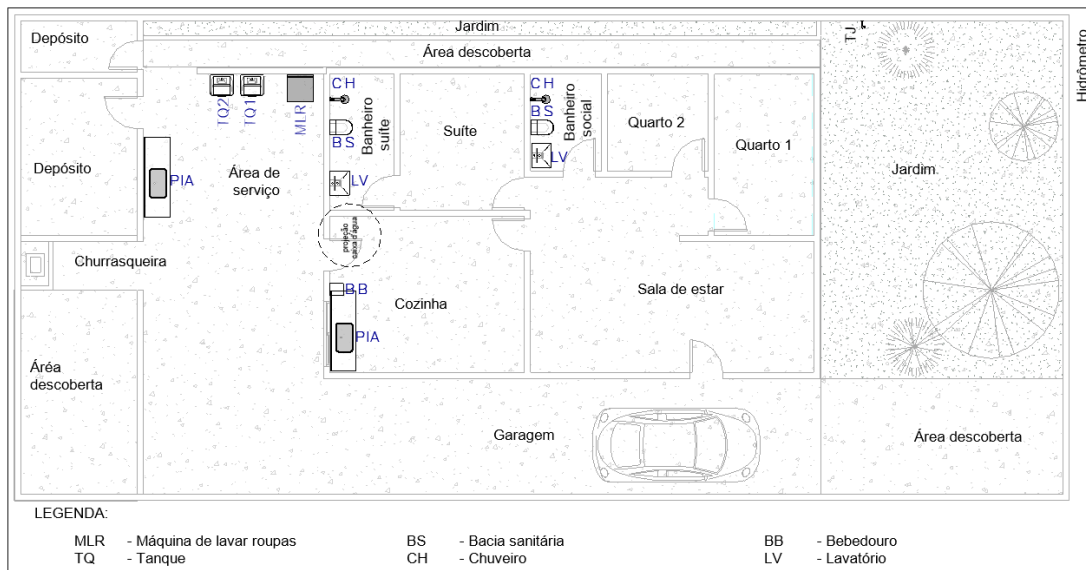 Jardim
Depósito
Área descoberta
TJ
Hidrômetro
CH
BS
LV
Banheiro
suíte
CH
BS
LV
Banheiro
social
TQ2
TQ1
MLR
Suíte
Quarto 2
Quarto 1
Depósito
PIA
Área de
serviço
Jardim
projeção
caixa d'água
Churrasqueira
BB
Cozinha
Sala de estar
PIA
Áréa
descoberta
Garagem
Área descoberta
LEGENDA:
MLR - Máquina de lavar roupas BS - Bacia sanitária BB - Bebedouro
TQ - Tanque CH - Chuveiro LV - Lavatório